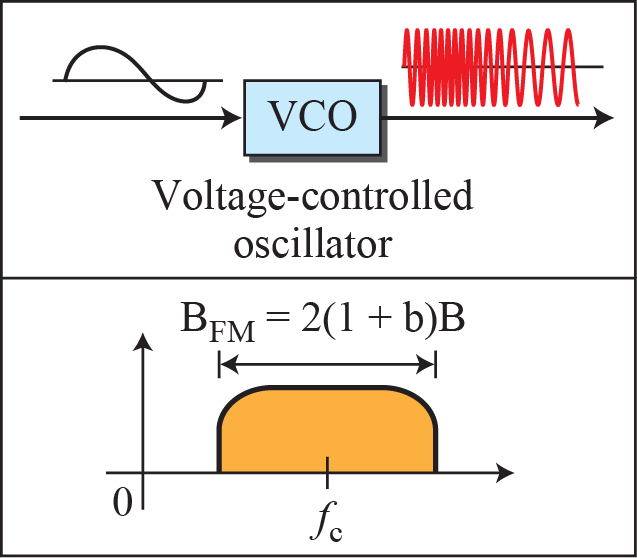 VCO
Voltage-controlled
oscillator
B_FM = 2(1 + b)B
0
f_c